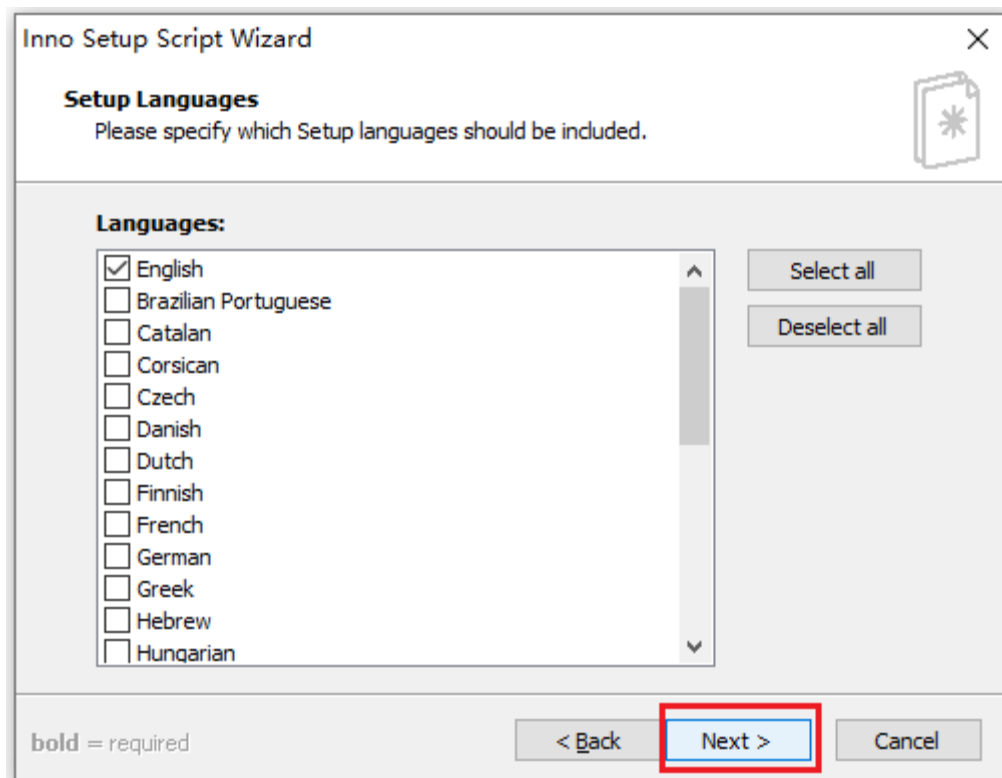 Inno Setup Script Wizard
Setup Languages
Please specify which Setup languages should be included.
Languages:
English
Select all
Brazilian Portuguese
Deselect all
Catalan
Corsican
Czech
Danish
Dutch
Finnish
French
German
Greek
Hebrew
Hungarian
bold = required
< Back
Next >
Cancel